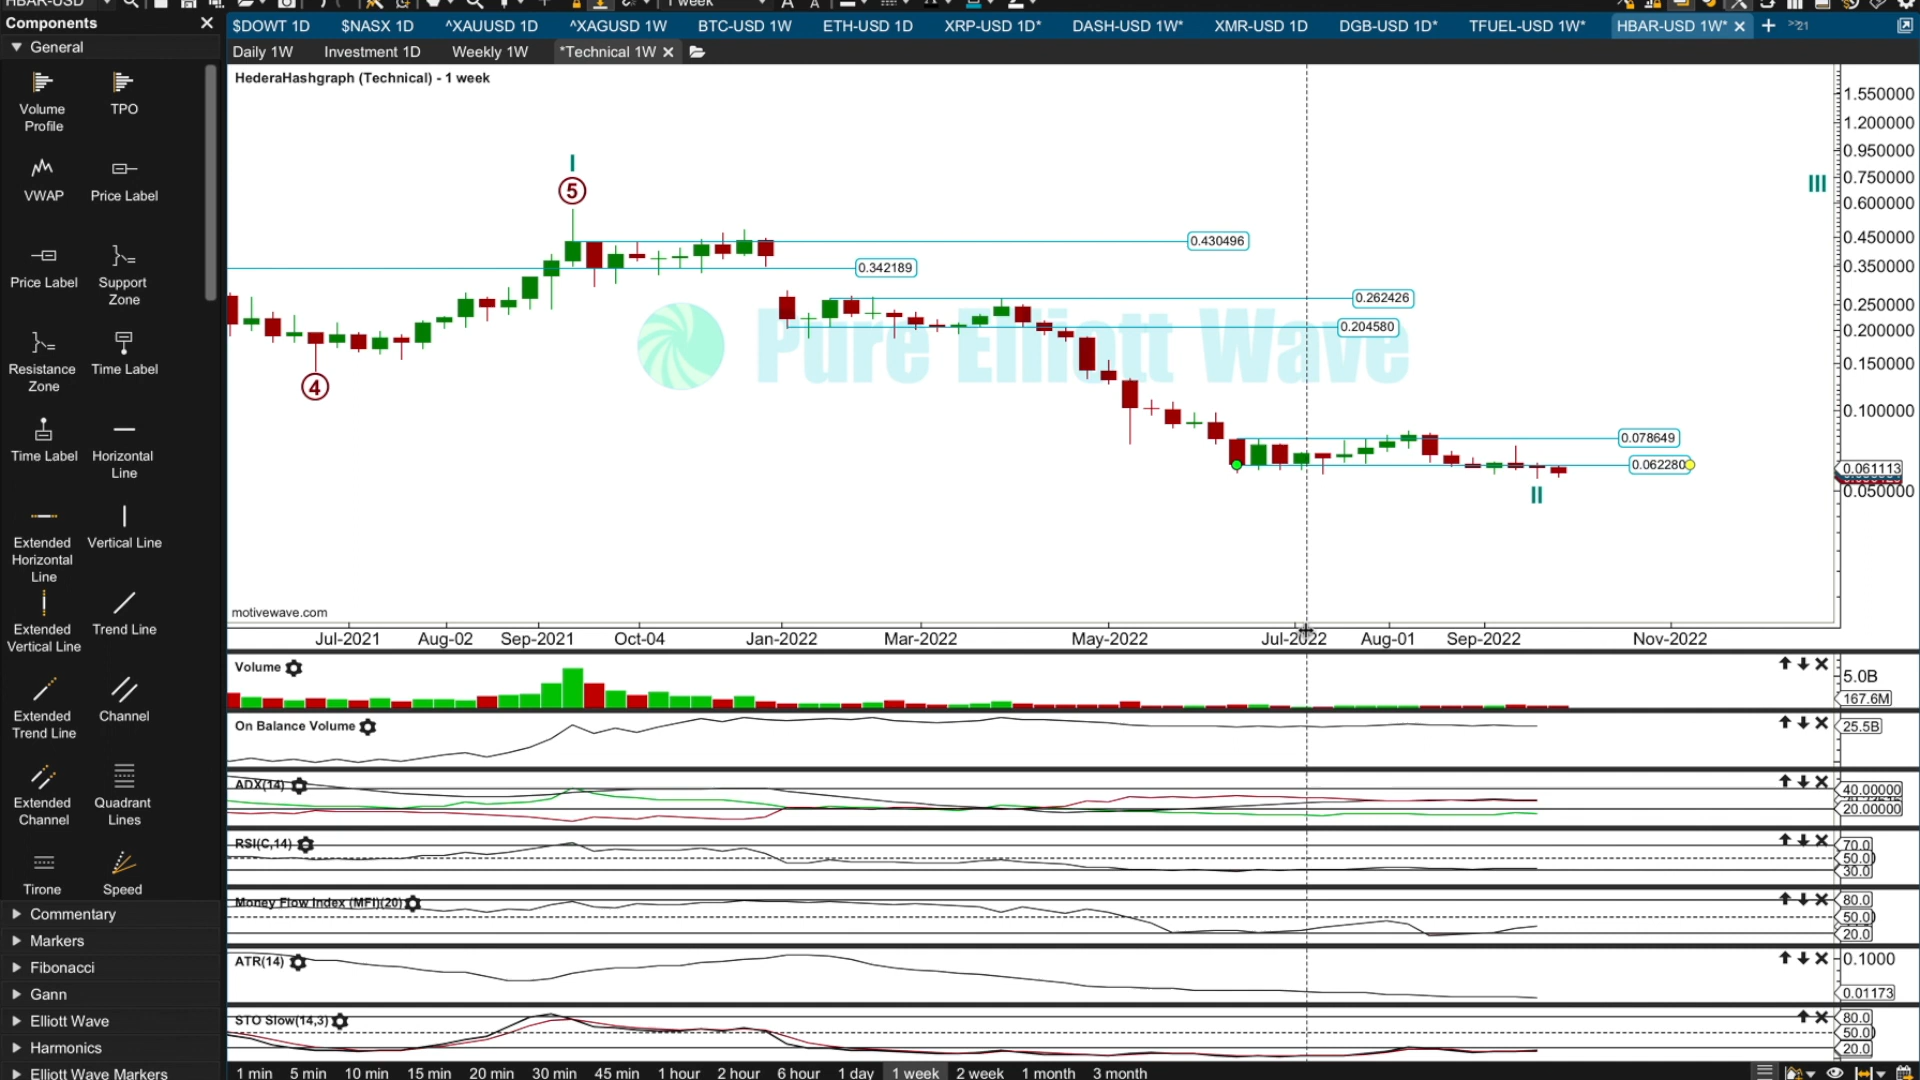 HBAR-USD
1 week
Components
General
Volume Profile
TPO
VWAP
Price Label
Price Label
Support Zone
Resistance Zone
Time Label
Time Label
Horizontal Line
Extended Horizontal Line
Vertical Line
Extended Vertical Line
Trend Line
Extended Trend Line
Channel
Extended Channel
Quadrant Lines
Tirone
Speed
Commentary
Markers
Fibonacci
Gann
Elliott Wave
Harmonics
Elliott Wave Markers
$DOWT 1D
$NASX 1D
^XAUUSD 1D
^XAGUSD 1W
BTC-USD 1W
ETH-USD 1D
XRP-USD 1D*
DASH-USD 1W*
XMR-USD 1D
DGB-USD 1D*
TFUEL-USD 1W*
HBAR-USD 1W*
21
Daily 1W
Investment 1D
Weekly 1W
*Technical 1W
HederaHashgraph (Technical) - 1 week
I
5
4
III
II
0.430496
0.342189
0.262426
0.204580
0.078649
0.062280
Pure Elliott Wave
1.550000
1.200000
0.950000
0.750000
0.600000
0.450000
0.350000
0.250000
0.200000
0.150000
0.100000
0.061113
0.050000
motivewave.com
Jul-2021
Aug-02
Sep-2021
Oct-04
Jan-2022
Mar-2022
May-2022
Jul-2022
Aug-01
Sep-2022
Nov-2022
Volume
5.0B
167.6M
On Balance Volume
25.5B
ADX(14)
40.00000
20.00000
RSI(C,14)
70.0
50.0
30.0
Money Flow Index (MFI)(20)
80.0
50.0
20.0
ATR(14)
0.1000
0.01173
STO Slow(14,3)
80.0
50.0
20.0
1 min
5 min
10 min
15 min
20 min
30 min
45 min
1 hour
2 hour
6 hour
1 day
1 week
2 week
1 month
3 month